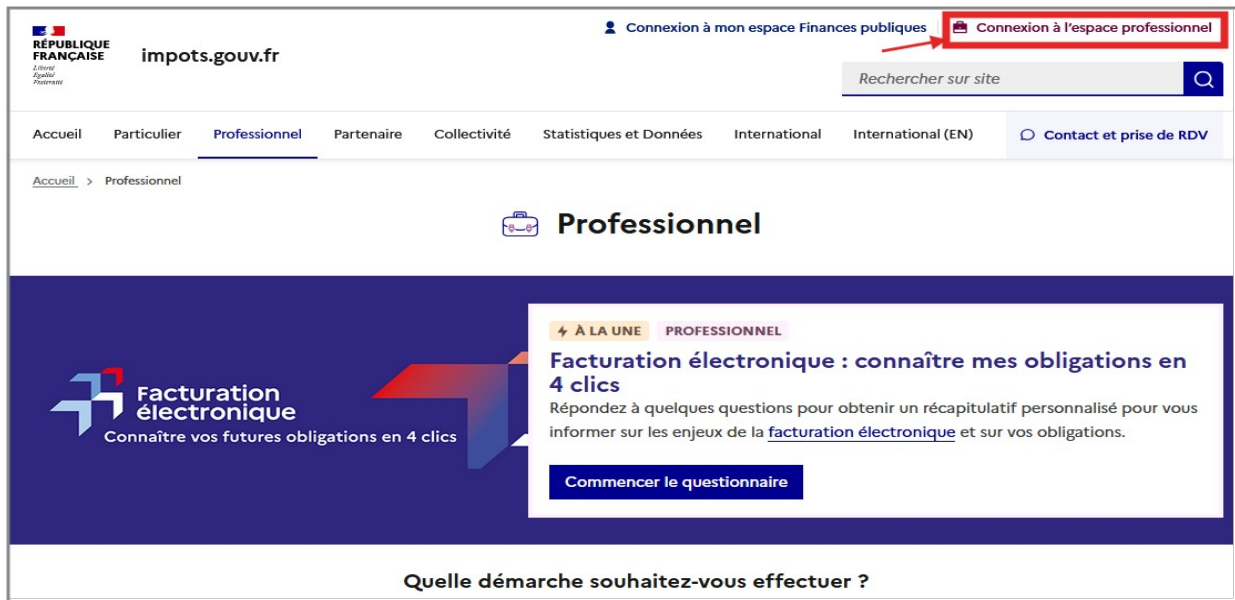 Connexion à mon espace Finances publiques
Connexion à l'espace professionnel
RÉPUBLIQUE
FRANÇAISE
Liberté
Égalité
Fraternité
impots.gouv.fr
Rechercher sur site
Accueil Particulier Professionnel Partenaire Collectivité Statistiques et Données International International (EN) Contact et prise de RDV
Accueil > Professionnel
Professionnel
Facturation
électronique
Connaître vos futures obligations en 4 clics
À LA UNE PROFESSIONNEL
Facturation électronique : connaître mes obligations en
4 clics
Répondez à quelques questions pour obtenir un récapitulatif personnalisé pour vous
informer sur les enjeux de la facturation électronique et sur vos obligations.
Commencer le questionnaire
Quelle démarche souhaitez-vous effectuer ?